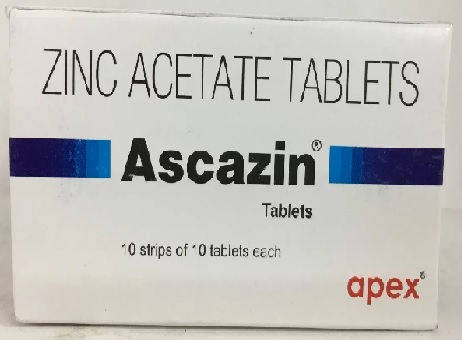 ZINC ACETATE TABLETS
Ascazin®
Tablets
10 strips of 10 tablets each
apex®